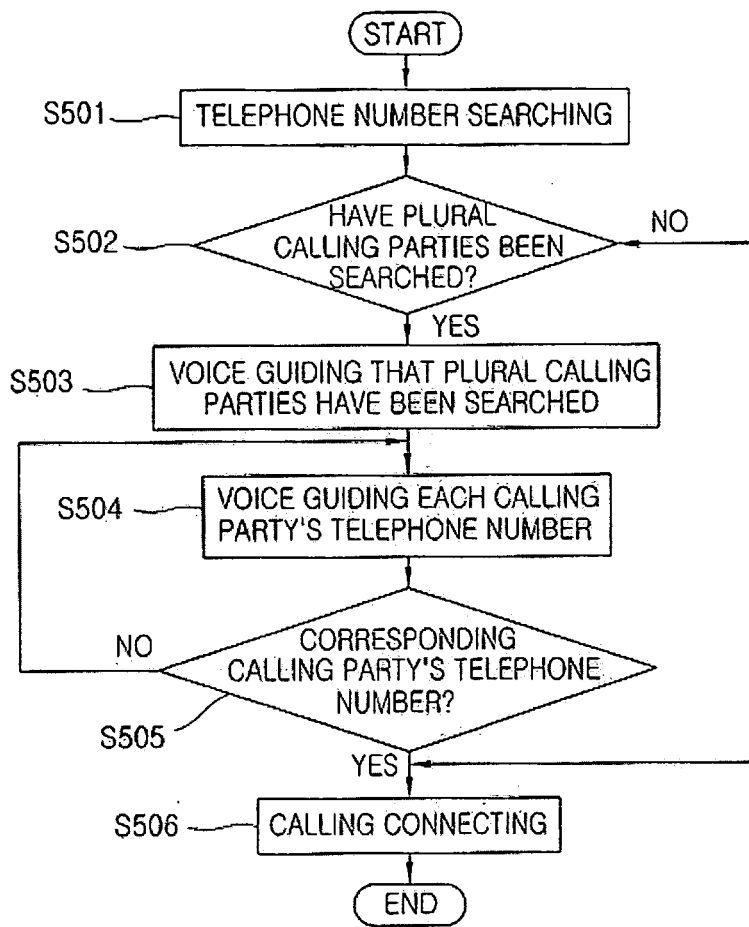 START
S501
TELEPHONE NUMBER SEARCHING
S502
HAVE PLURAL
CALLING PARTIES BEEN
SEARCHED?
NO
YES
S503
VOICE GUIDING THAT PLURAL CALLING
PARTIES HAVE BEEN SEARCHED
S504
VOICE GUIDING EACH CALLING
PARTY'S TELEPHONE NUMBER
NO
CORRESPONDING
CALLING PARTY'S TELEPHONE
NUMBER?
S505
YES
S506
CALLING CONNECTING
END